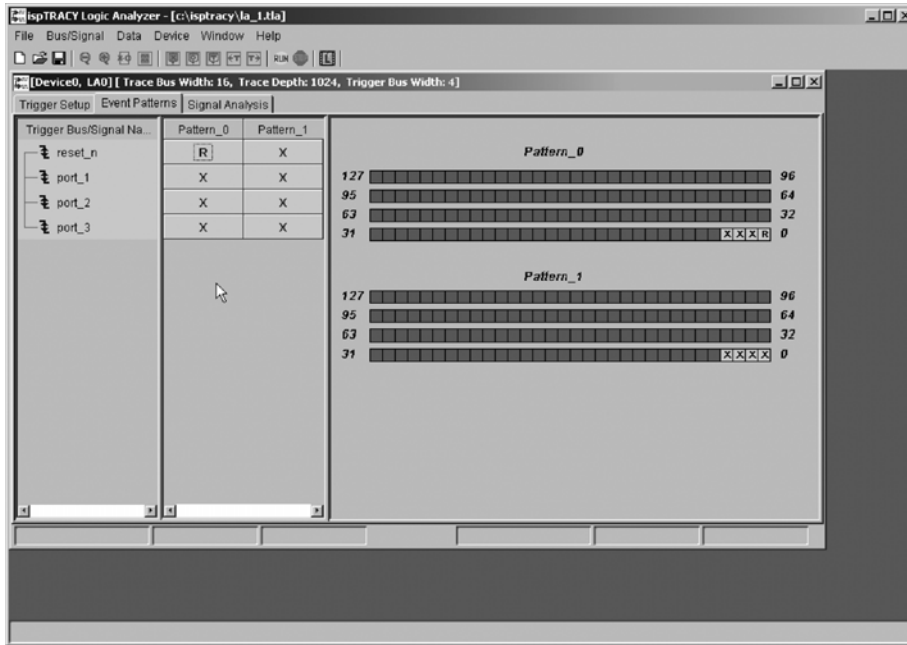 ispTRACY Logic Analyzer - [c:\isptracy\la_1.tla]
File Bus/Signal Data Device Window Help
RUN L
[Device0, LA0] [ Trace Bus Width: 16, Trace Depth: 1024, Trigger Bus Width: 4]
Trigger Setup Event Patterns Signal Analysis
Trigger Bus/Signal Na... Pattern_0 Pattern_1
reset_n R X
port_1 X X
port_2 X X
port_3 X X
Pattern_0
127 96
95 64
63 32
31 X X X R 0
Pattern_1
127 96
95 64
63 32
31 X X X X 0